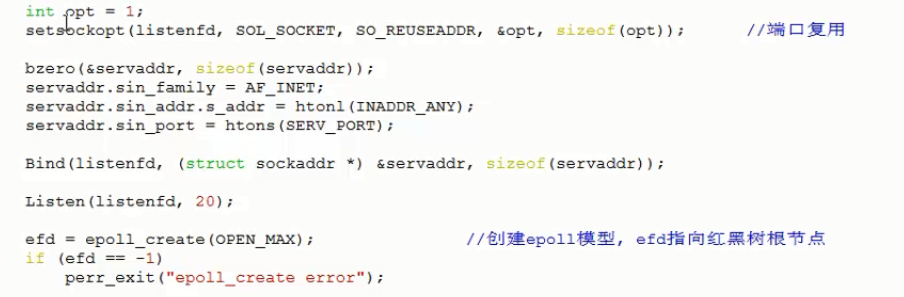 int opt = 1;
setsockopt(listenfd, SOL_SOCKET, SO_REUSEADDR, &opt, sizeof(opt)); //端口复用
bzero(&servaddr, sizeof(servaddr));
servaddr.sin_family = AF_INET;
servaddr.sin_addr.s_addr = htonl(INADDR_ANY);
servaddr.sin_port = htons(SERV_PORT);
Bind(listenfd, (struct sockaddr *) &servaddr, sizeof(servaddr));
Listen(listenfd, 20);
efd = epoll_create(OPEN_MAX); //创建epoll模型, efd指向红黑树根节点
if (efd == -1)
perr_exit("epoll_create error");